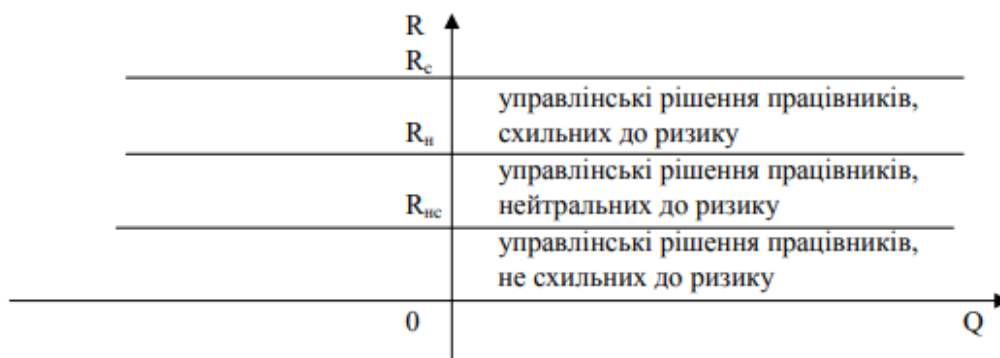 R
Rс
управлінські рішення працівників,
Rн
схильних до ризику
управлінські рішення працівників,
Rнс
нейтральних до ризику
управлінські рішення працівників,
не схильних до ризику
0
Q